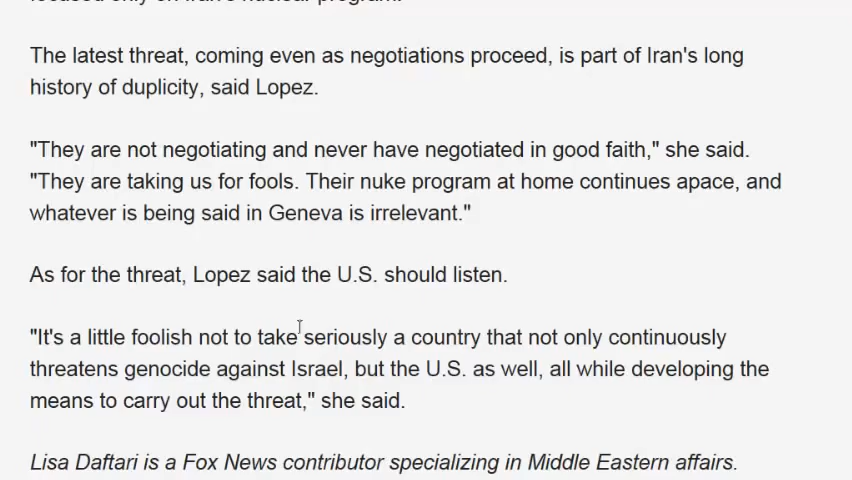 The latest threat, coming even as negotiations proceed, is part of Iran's long
history of duplicity, said Lopez.
"They are not negotiating and never have negotiated in good faith," she said.
"They are taking us for fools. Their nuke program at home continues apace, and
whatever is being said in Geneva is irrelevant."
As for the threat, Lopez said the U.S. should listen.
"It's a little foolish not to take seriously a country that not only continuously
threatens genocide against Israel, but the U.S. as well, all while developing the
means to carry out the threat," she said.
Lisa Daftari is a Fox News contributor specializing in Middle Eastern affairs.